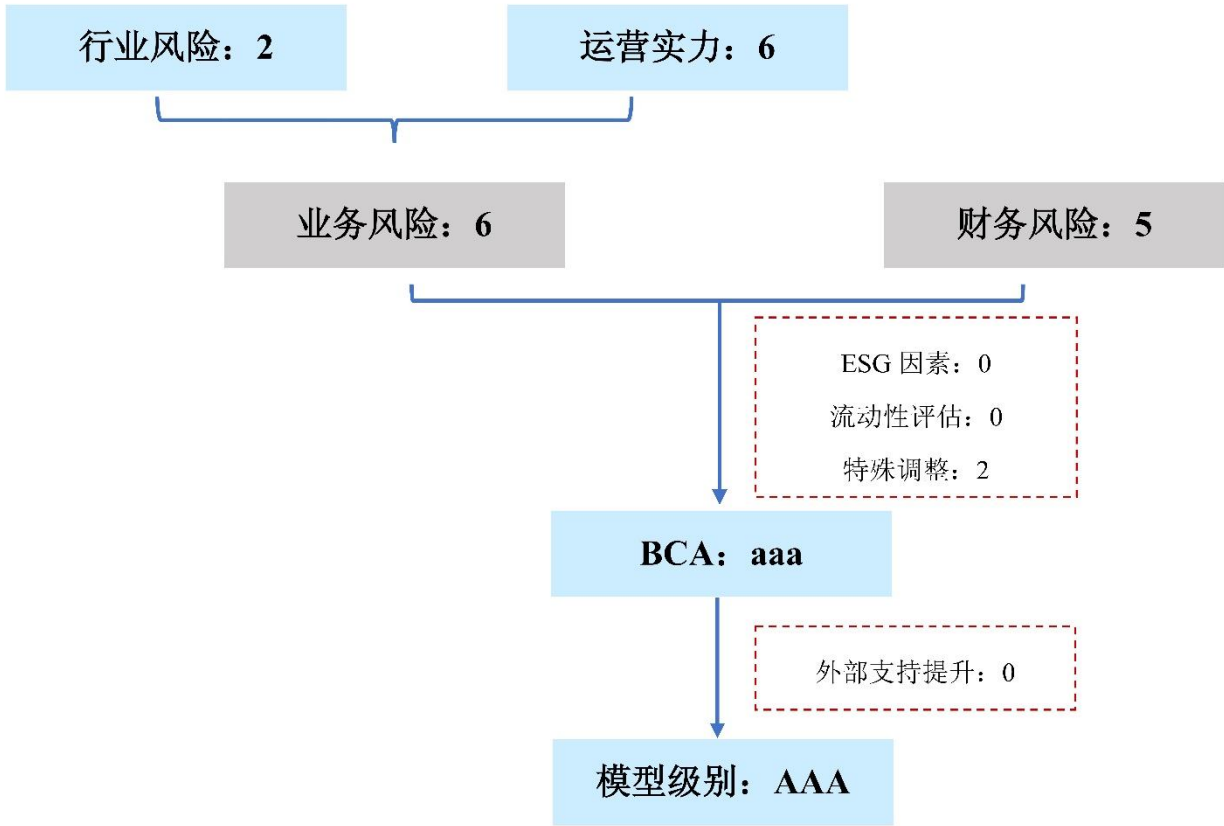 行业风险：2
运营实力：6
业务风险：6
财务风险：5
ESG 因素：0
流动性评估：0
特殊调整：2
BCA：aaa
外部支持提升：0
模型级别：AAA